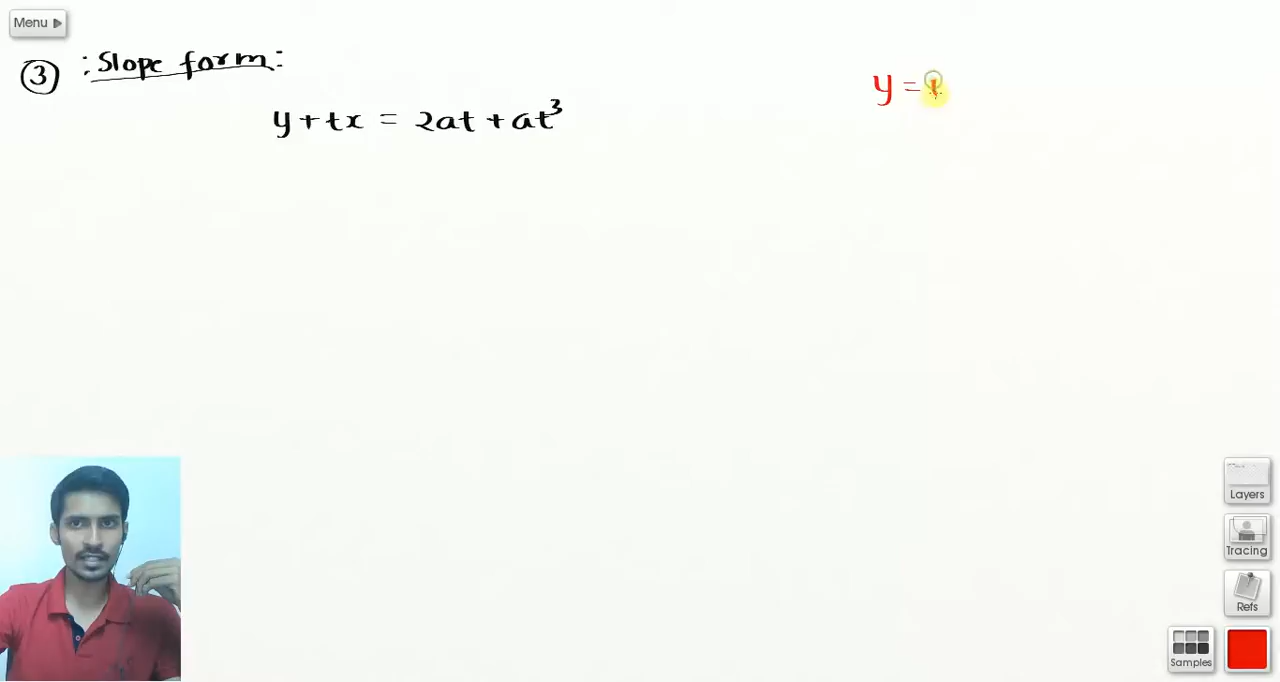 Menu
③ : Slope form :
y + tx = 2at + at³
y =
Layers
Tracing
Refs
Samples